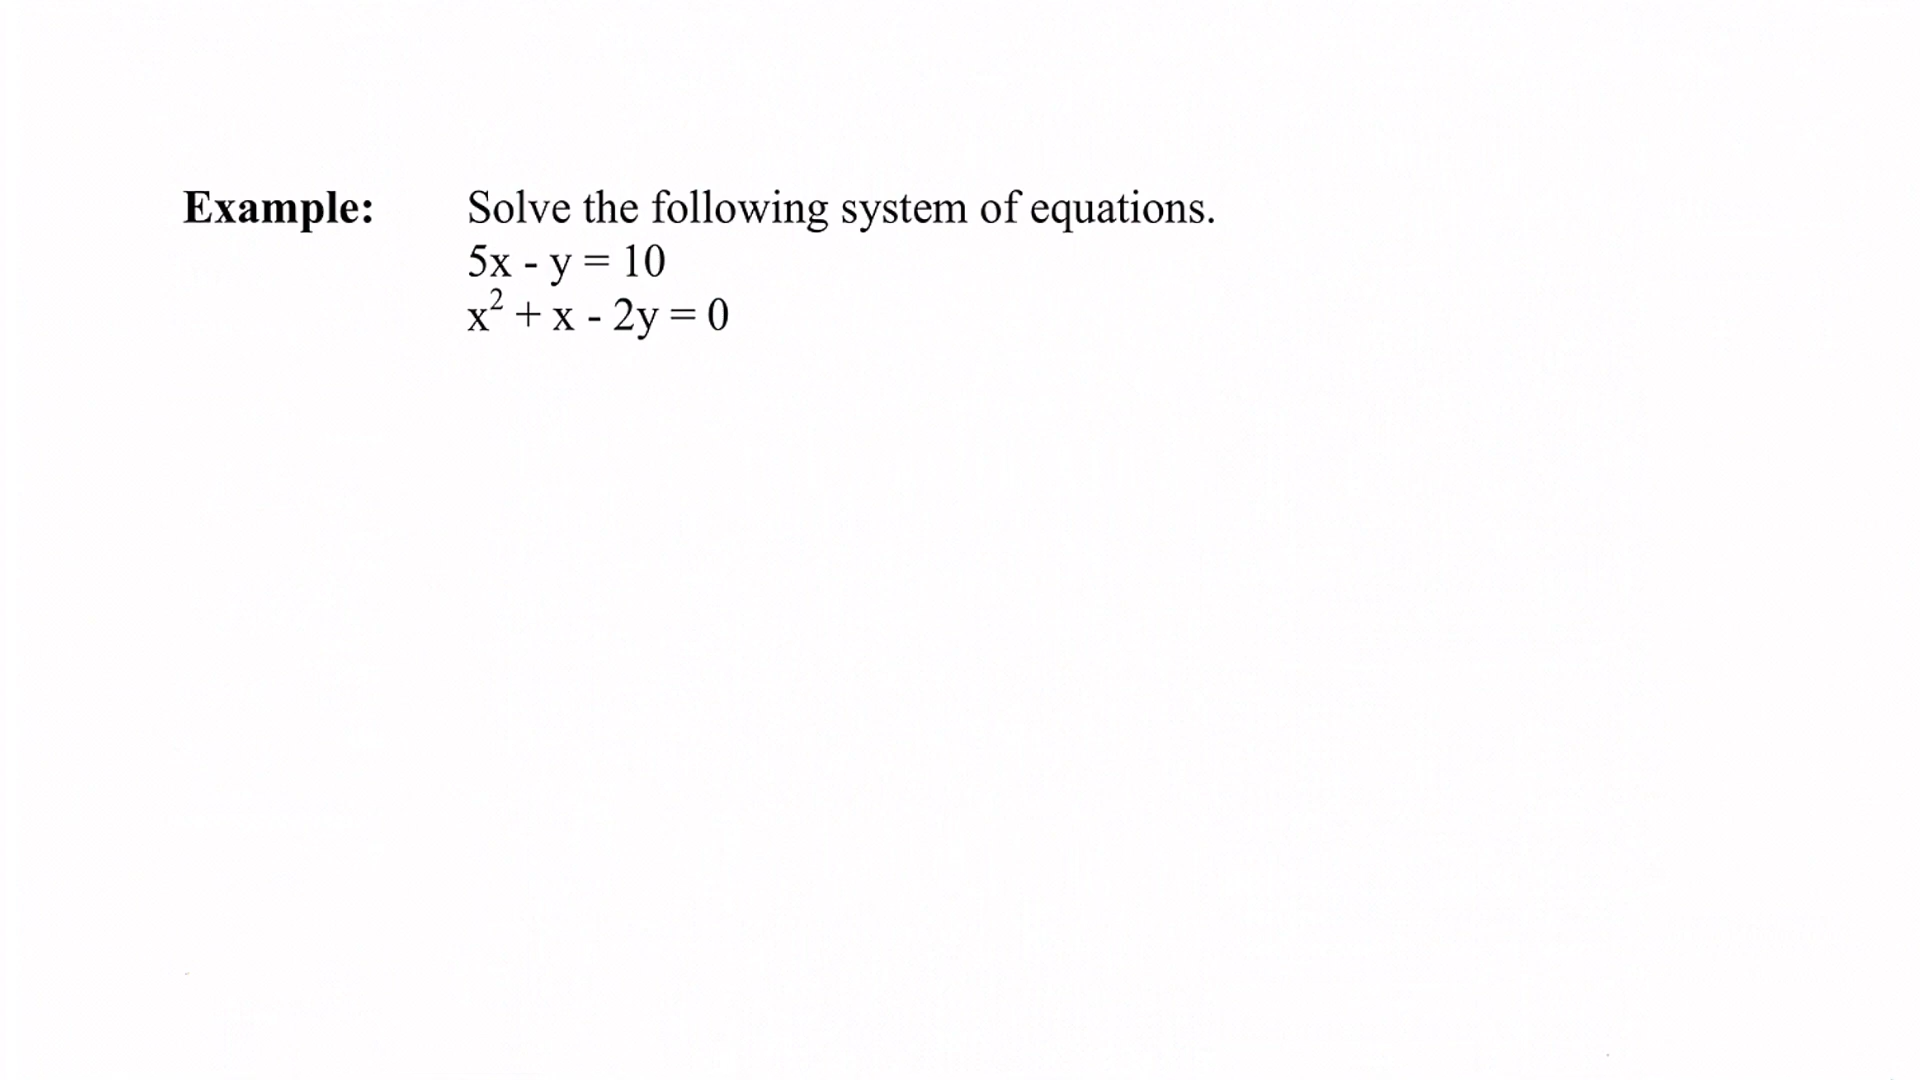 Example: Solve the following system of equations.
5x - y = 10
x² + x - 2y = 0